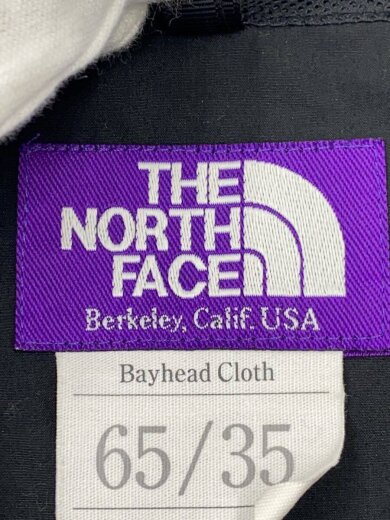 THE
NORTH
FACE
Berkeley, Calif. USA
Bayhead Cloth
65/35